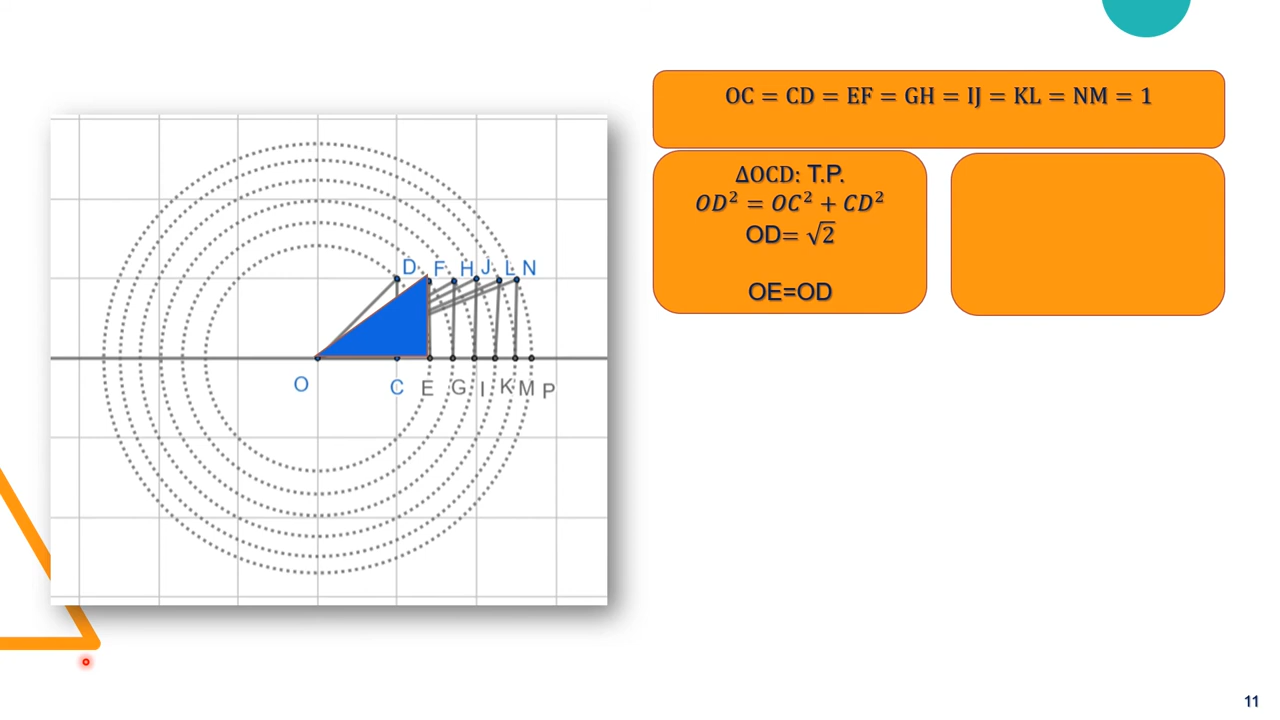 OC = CD = EF = GH = IJ = KL = NM = 1
ΔOCD: T.P.
OD² = OC² + CD²
OD= √2
OE=OD
D F H J L N
O C E G I K M P
11